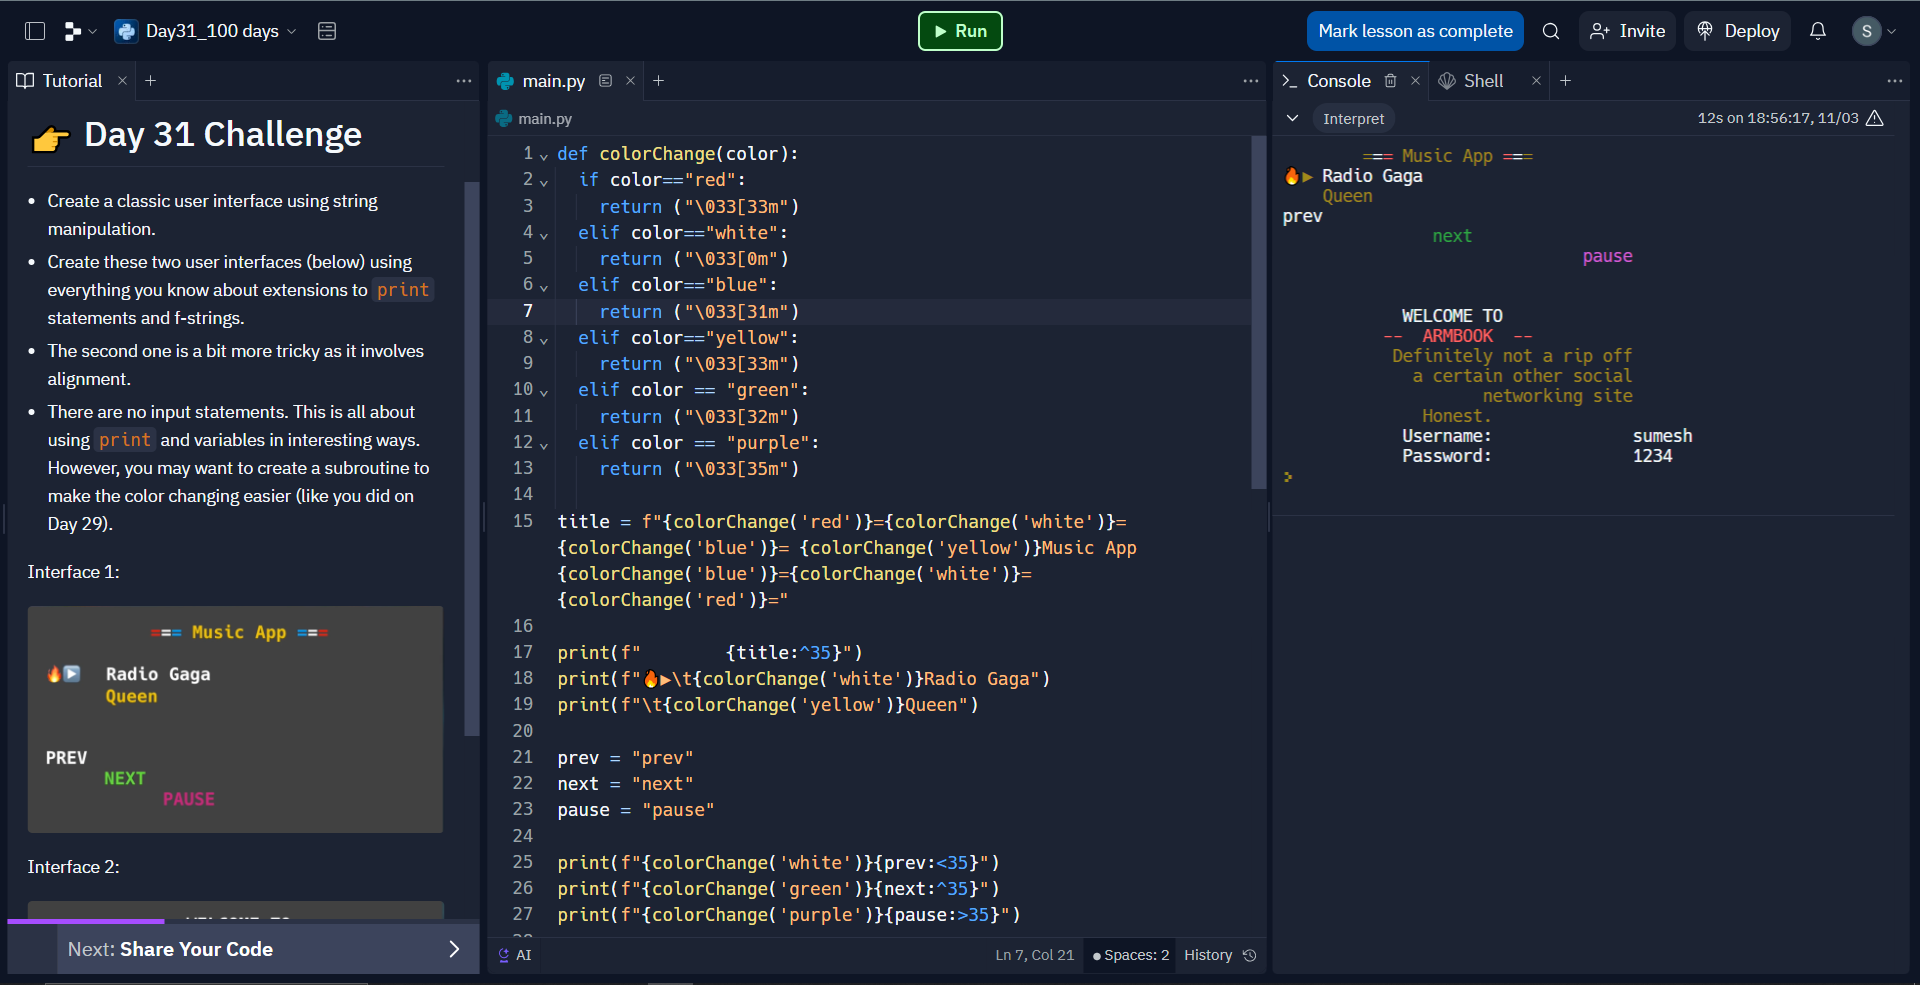 Day31_100 days
Run
Mark lesson as complete
Invite
Deploy
S
Tutorial
Day 31 Challenge
Create a classic user interface using string
manipulation.
Create these two user interfaces (below) using
everything you know about extensions to print
statements and f-strings.
The second one is a bit more tricky as it involves
alignment.
There are no input statements. This is all about
using print and variables in interesting ways.
However, you may want to create a subroutine to
make the color changing easier (like you did on
Day 29).
Interface 1:
=== Music App ===
🔥▶️ Radio Gaga
Queen
PREV
NEXT
PAUSE
Interface 2:
WELCOME TO
Next: Share Your Code
main.py
main.py
1 def colorChange(color):
2 if color=="red":
3 return ("\033[33m")
4 elif color=="white":
5 return ("\033[0m")
6 elif color=="blue":
7 return ("\033[31m")
8 elif color=="yellow":
9 return ("\033[33m")
10 elif color == "green":
11 return ("\033[32m")
12 elif color == "purple":
13 return ("\033[35m")
14
15 title = f"{colorChange('red')}={colorChange('white')}=
{colorChange('blue')}= {colorChange('yellow')}Music App
{colorChange('blue')}={colorChange('white')}=
{colorChange('red')}="
16
17 print(f"        {title:^35}")
18 print(f"🔥▶\t{colorChange('white')}Radio Gaga")
19 print(f"\t{colorChange('yellow')}Queen")
20
21 prev = "prev"
22 next = "next"
23 pause = "pause"
24
25 print(f"{colorChange('white')}{prev:<35}")
26 print(f"{colorChange('green')}{next:^35}")
27 print(f"{colorChange('purple')}{pause:>35}")
AI
Ln 7, Col 21
Spaces: 2
History
Console
Shell
Interpret
12s on 18:56:17, 11/03
=== Music App ===
🔥▶ Radio Gaga
Queen
prev
next
pause
WELCOME TO
-- ARMBOOK --
Definitely not a rip off
a certain other social
networking site
Honest.
Username: sumesh
Password: 1234